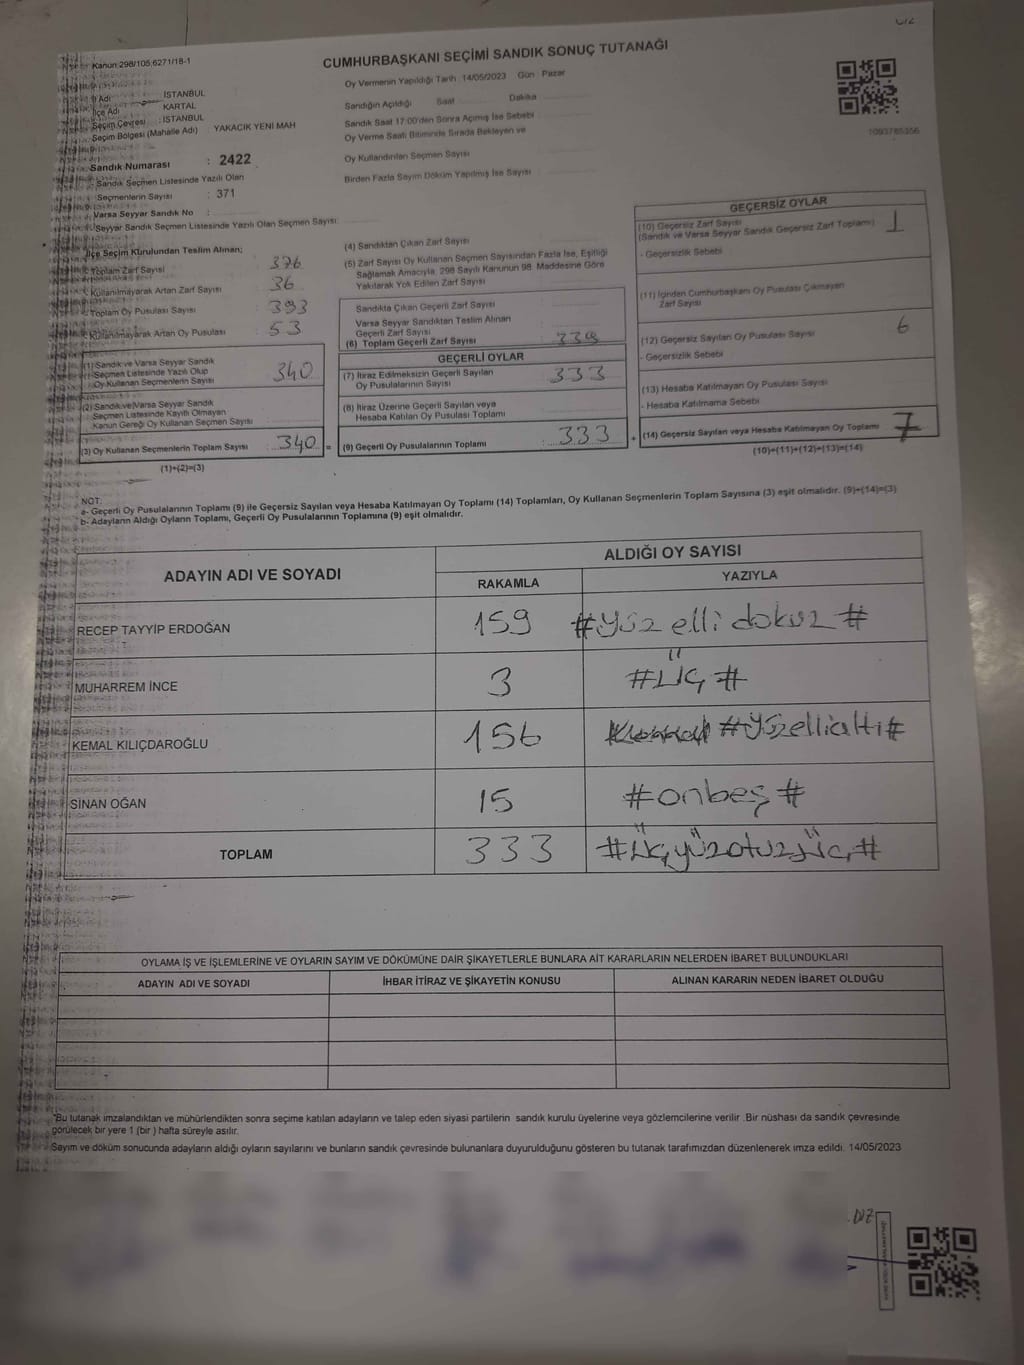 Kanun:298/105;6271/18-1
CUMHURBAŞKANI SEÇİMİ SANDIK SONUÇ TUTANAĞI
İl Adı : İSTANBUL
İlçe Adı KARTAL
Seçim Çevresi : İSTANBUL
Seçim Bölgesi (Mahalle Adı) YAKACIK YENİ MAH
Sandık Numarası : 2422
Sandık Seçmen Listesinde Yazılı Olan
Seçmenlerin Sayısı : 371
Varsa Seyyar Sandık No :
Seyyar Sandık Seçmen Listesinde Yazılı Olan Seçmen Sayısı:
Oy Vermenin Yapıldığı Tarih : 14/05/2023 Gün : Pazar
Sandığın Açıldığı Saat Dakika
Sandık Saat 17:00'den Sonra Açımış İse Sebebi
Oy Verme Saati Bitiminde Sırada Bekleyen ve
Oy Kullandırılan Seçmen Sayısı
Birden Fazla Sayım Döküm Yapılmış İse Sayısı :
1093785356
İlçe Seçim Kurulundan Teslim Alınan;
Toplam Zarf Sayısı 376
Kullanılmayarak Artan Zarf Sayısı 36
Toplam Oy Pusulası Sayısı 393
Kullanılmayarak Artan Oy Pusulası 53
(1) Sandık ve Varsa Seyyar Sandık
Seçmen Listesinde Yazılı Olup
Oy Kullanan Seçmenlerin Sayısı 340
(2) Sandık ve Varsa Seyyar Sandık
Seçmen Listesinde Kayıtlı Olmayan
Kanun Gereği Oy Kullanan Seçmen Sayısı
(3) Oy Kullanan Seçmenlerin Toplam Sayısı 340 =
(1)+(2)=(3)
(4) Sandıktan Çıkan Zarf Sayısı
(5) Zarf Sayısı Oy Kullanan Seçmen Sayısından Fazla İse, Eşitliği
Sağlamak Amacıyla, 298 Sayılı Kanunun 98. Maddesine Göre
Yakılarak Yok Edilen Zarf Sayısı
Sandıkta Çıkan Geçerli Zarf Sayısı
Varsa Seyyar Sandıktan Teslim Alınan
Geçerli Zarf Sayısı
(6) Toplam Geçerli Zarf Sayısı 339
GEÇERLİ OYLAR
(7) İtiraz Edilmeksizin Geçerli Sayılan
Oy Pusulalarının Sayısı 333
(8) İtiraz Üzerine Geçerli Sayılan veya
Hesaba Katılan Oy Pusulası Toplamı
(9) Geçerli Oy Pusulalarının Toplamı 333 +
GEÇERSİZ OYLAR
(10) Geçersiz Zarf Sayısı 1
(Sandık ve Varsa Seyyar Sandık Geçersiz Zarf Toplamı)
- Geçersizlik Sebebi
(11) İçinden Cumhurbaşkanı Oy Pusulası Çıkmayan
Zarf Sayısı
(12) Geçersiz Sayılan Oy Pusulası Sayısı 6
- Geçersizlik Sebebi
(13) Hesaba Katılmayan Oy Pusulası Sayısı
- Hesaba Katılmama Sebebi
(14) Geçersiz Sayılan veya Hesaba Katılmayan Oy Toplamı 7
(10)+(11)+(12)+(13)=(14)
NOT:
a- Geçerli Oy Pusulalarının Toplamı (9) ile Geçersiz Sayılan veya Hesaba Katılmayan Oy Toplamı (14) Toplamları, Oy Kullanan Seçmenlerin Toplam Sayısına (3) eşit olmalıdır. (9)+(14)=(3)
b- Adayların Aldığı Oyların Toplamı, Geçerli Oy Pusulalarının Toplamına (9) eşit olmalıdır.
ADAYIN ADI VE SOYADI ALDIĞI OY SAYISI
RAKAMLA YAZIYLA
RECEP TAYYİP ERDOĞAN 159 #yüz elli dokuz #
MUHARREM İNCE 3 #üç #
KEMAL KILIÇDAROĞLU 156 #yüzellialtı#
SİNAN OĞAN 15 #onbeş #
TOPLAM 333 #üçyüzotuzüç#
OYLAMA İŞ VE İŞLEMLERİNE VE OYLARIN SAYIM VE DÖKÜMÜNE DAİR ŞİKAYETLERLE BUNLARA AİT KARARLARIN NELERDEN İBARET BULUNDUKLARI
ADAYIN ADI VE SOYADI İHBAR İTİRAZ VE ŞİKAYETİN KONUSU ALINAN KARARIN NEDEN İBARET OLDUĞU
Bu tutanak imzalandıktan ve mühürlendikten sonra seçime katılan adayların ve talep eden siyasi partilerin sandık kurulu üyelerine veya gözlemcilerine verilir .Bir nüshası da sandık çevresinde
görülecek bir yere 1 (bir ) hafta süreyle asılır.
Sayım ve döküm sonucunda adayların aldığı oyların sayılarını ve bunların sandık çevresinde bulunanlara duyurulduğunu gösteren bu tutanak tarafımızdan düzenlenerek imza edildi. 14/05/2023